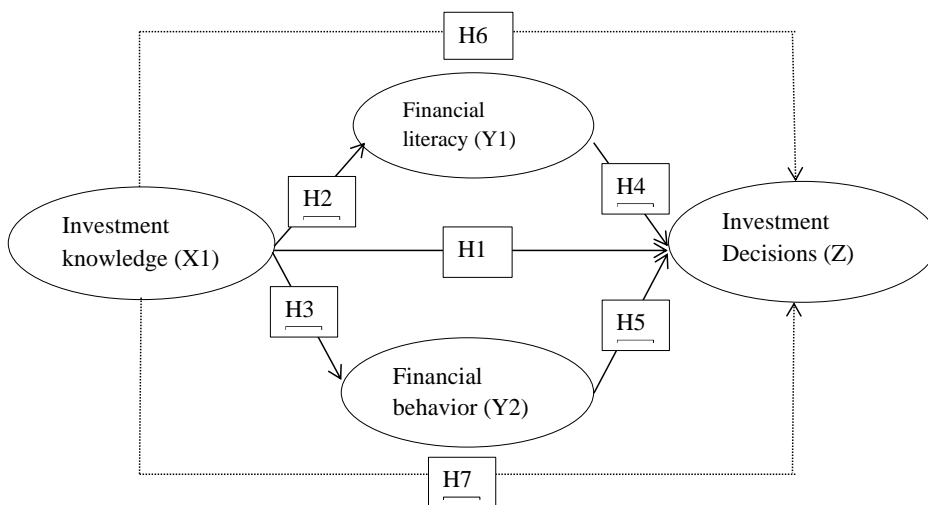 H6
Financial
literacy (Y1)
H2
H4
Investment
knowledge (X1)
H1
Investment
Decisions (Z)
H3
H5
Financial
behavior (Y2)
H7